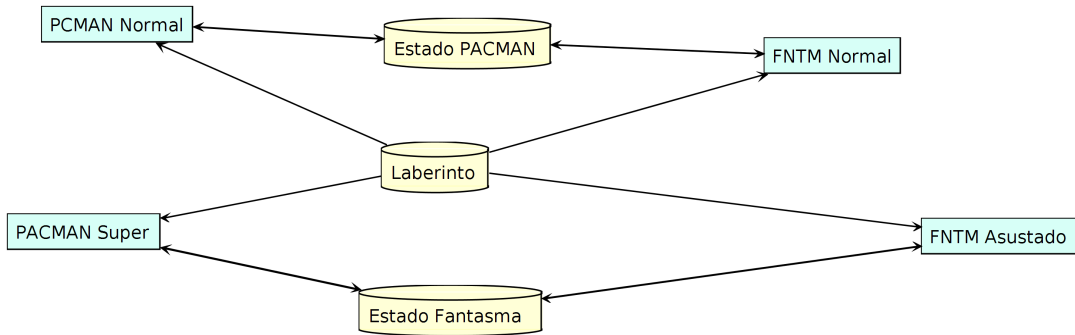 PCMAN Normal
Estado PACMAN
FNTM Normal
Laberinto
PACMAN Super
FNTM Asustado
Estado Fantasma